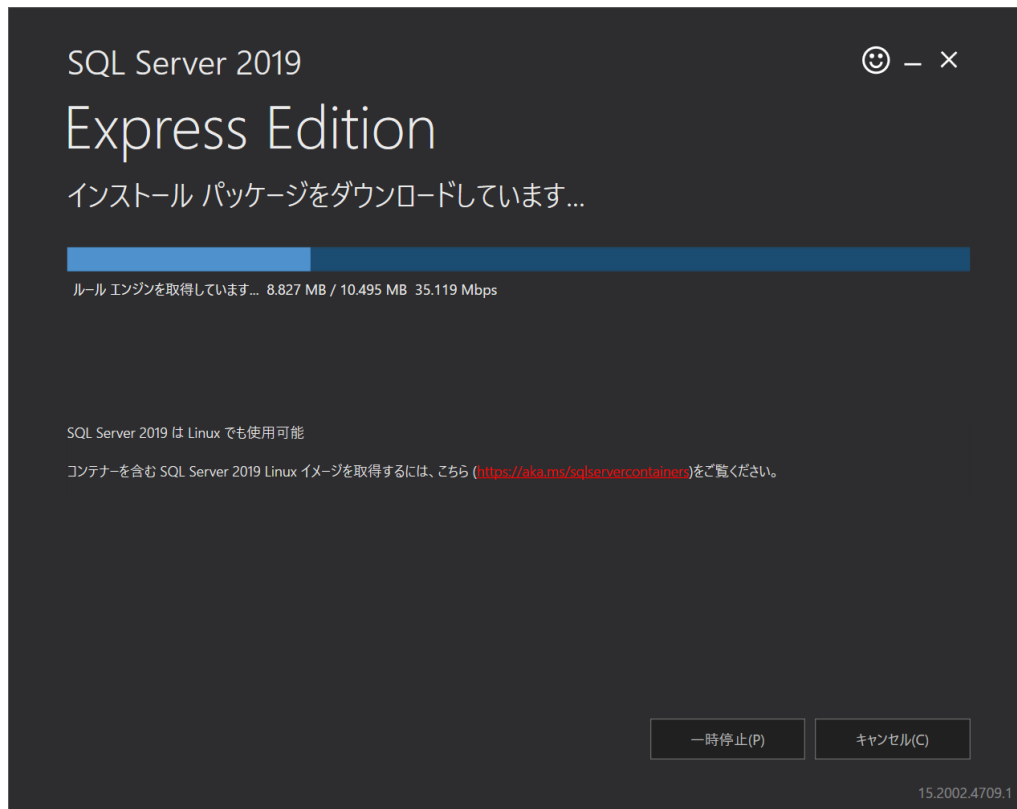 SQL Server 2019
Express Edition
インストール パッケージをダウンロードしています...
ルール エンジンを取得しています... 8.827 MB / 10.495 MB 35.119 Mbps
SQL Server 2019 は Linux でも使用可能
コンテナーを含む SQL Server 2019 Linux イメージを取得するには、こちら (https://aka.ms/sqlservercontainers)をご覧ください。
一時停止(P)
キャンセル(C)
15.2002.4709.1